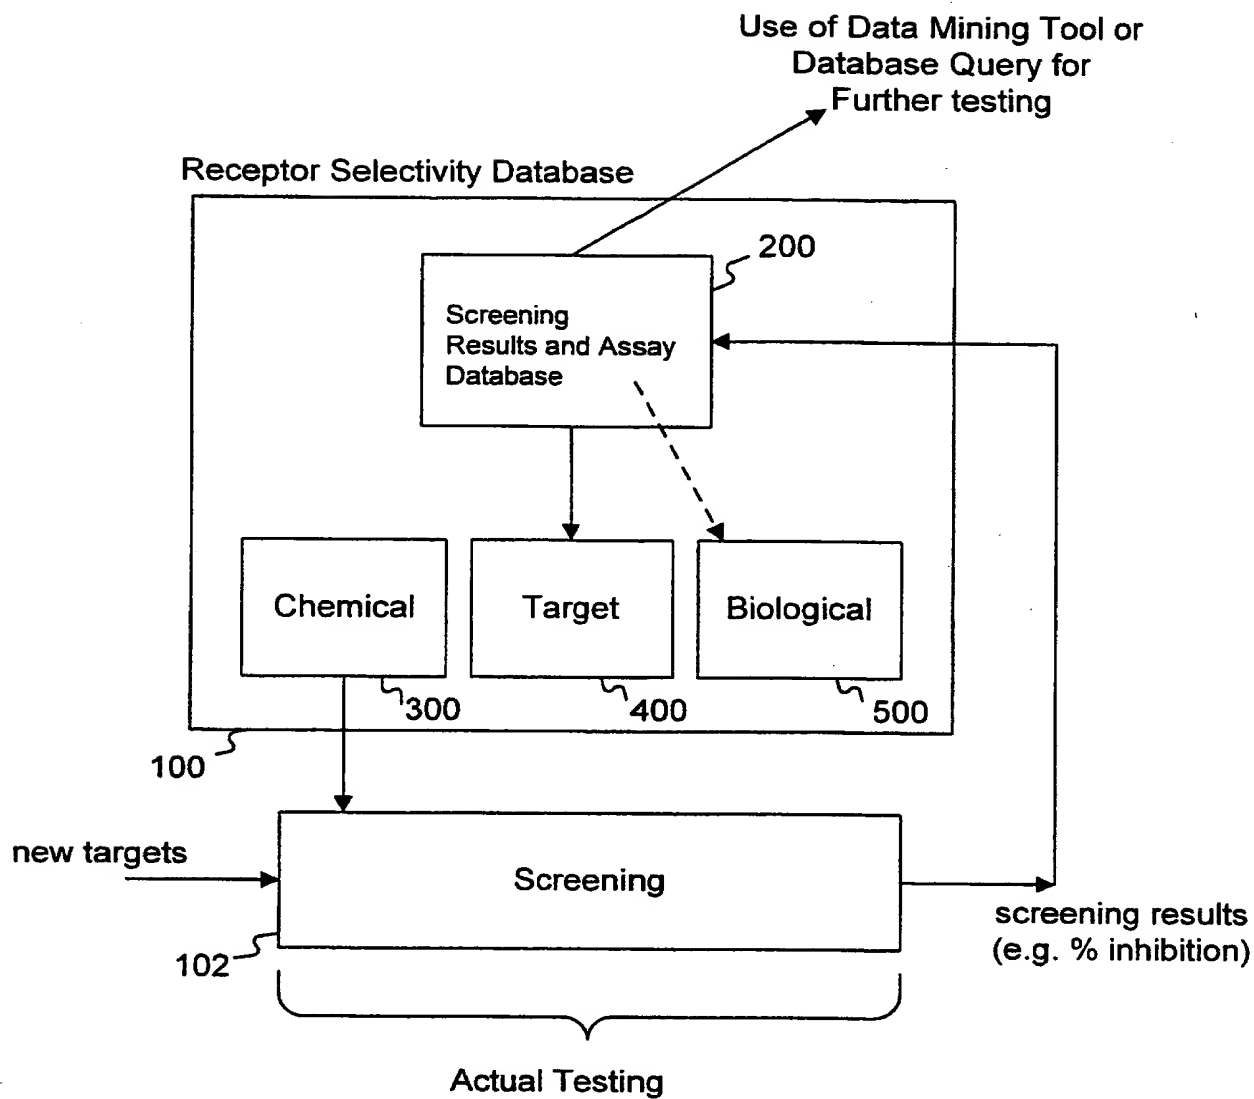 Use of Data Mining Tool or
Database Query for
Further testing
Receptor Selectivity Database
200
Screening
Results and Assay
Database
Chemical
Target
Biological
300
400
500
100
new targets
Screening
102
screening results
(e.g. % inhibition)
Actual Testing